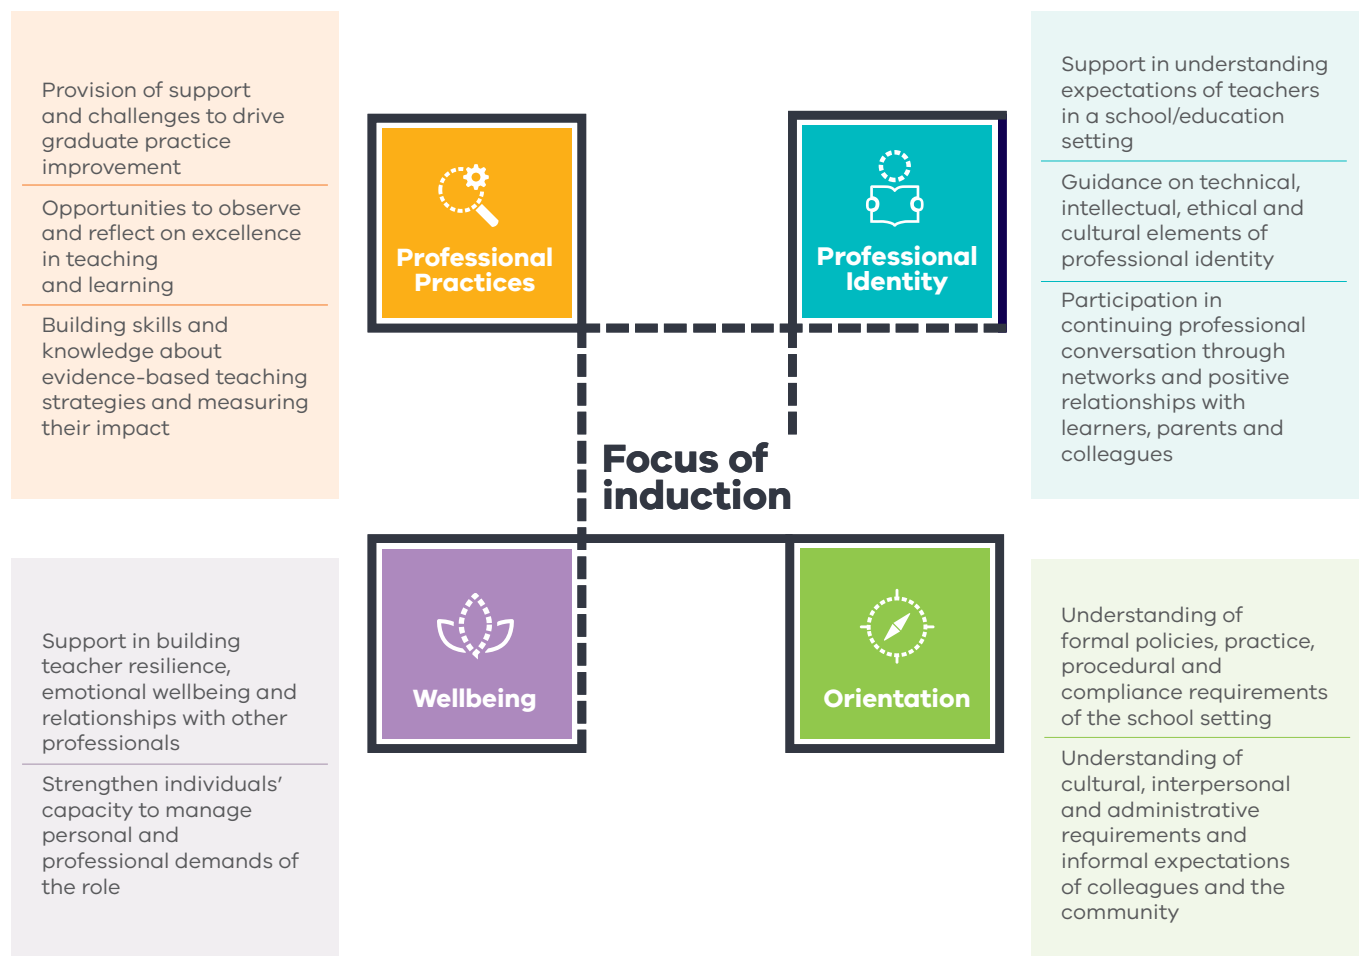 Provision of support
and challenges to drive
graduate practice
improvement
Opportunities to observe
and reflect on excellence
in teaching
and learning
Building skills and
knowledge about
evidence-based teaching
strategies and measuring
their impact
Professional
Practices
Professional
Identity
Support in understanding
expectations of teachers
in a school/education
setting
Guidance on technical,
intellectual, ethical and
cultural elements of
professional identity
Participation in
continuing professional
conversation through
networks and positive
relationships with
learners, parents and
colleagues
Focus of
induction
Support in building
teacher resilience,
emotional wellbeing and
relationships with other
professionals
Strengthen individuals’
capacity to manage
personal and
professional demands of
the role
Wellbeing
Orientation
Understanding of
formal policies, practice,
procedural and
compliance requirements
of the school setting
Understanding of
cultural, interpersonal
and administrative
requirements and
informal expectations
of colleagues and the
community